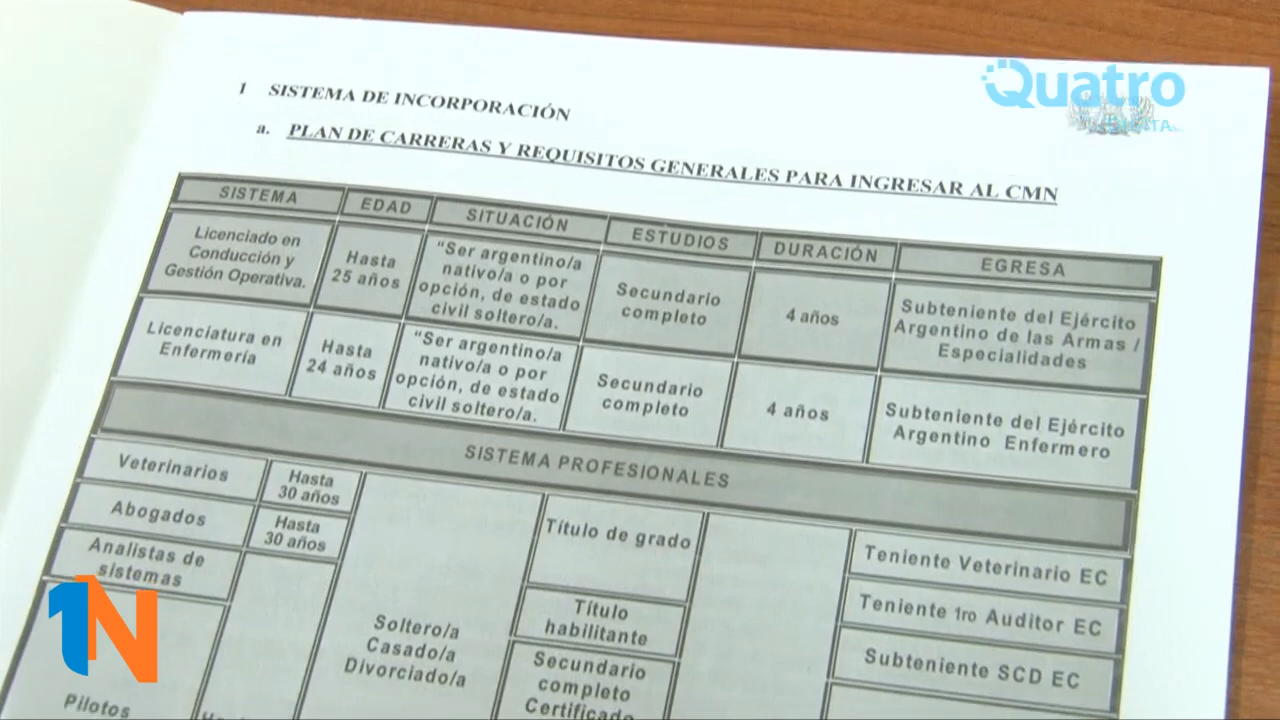 Quatro
1 SISTEMA DE INCORPORACIÓN
a. PLAN DE CARRERAS Y REQUISITOS GENERALES PARA INGRESAR AL CMN
SISTEMA EDAD SITUACIÓN ESTUDIOS DURACIÓN EGRESA
Licenciado en
Conducción y
Gestión Operativa.
Hasta
25 años
“Ser argentino/a
nativo/a o por
opción, de estado
civil soltero/a.
Secundario
completo
4 años
Subteniente del Ejército
Argentino de las Armas /
Especialidades
Licenciatura en
Enfermería
Hasta
24 años
“Ser argentino/a
nativo/a o por
opción, de estado
civil soltero/a.
Secundario
completo
4 años
Subteniente del Ejército
Argentino Enfermero
SISTEMA PROFESIONALES
Veterinarios
Hasta
30 años
Título de grado
Teniente Veterinario EC
Abogados
Hasta
30 años
Teniente 1ro Auditor EC
Analistas de
sistemas
Soltero/a
Casado/a
Divorciado/a
Título
habilitante
Subteniente SCD EC
Pilotos
Secundario
completo
Certificado
1N